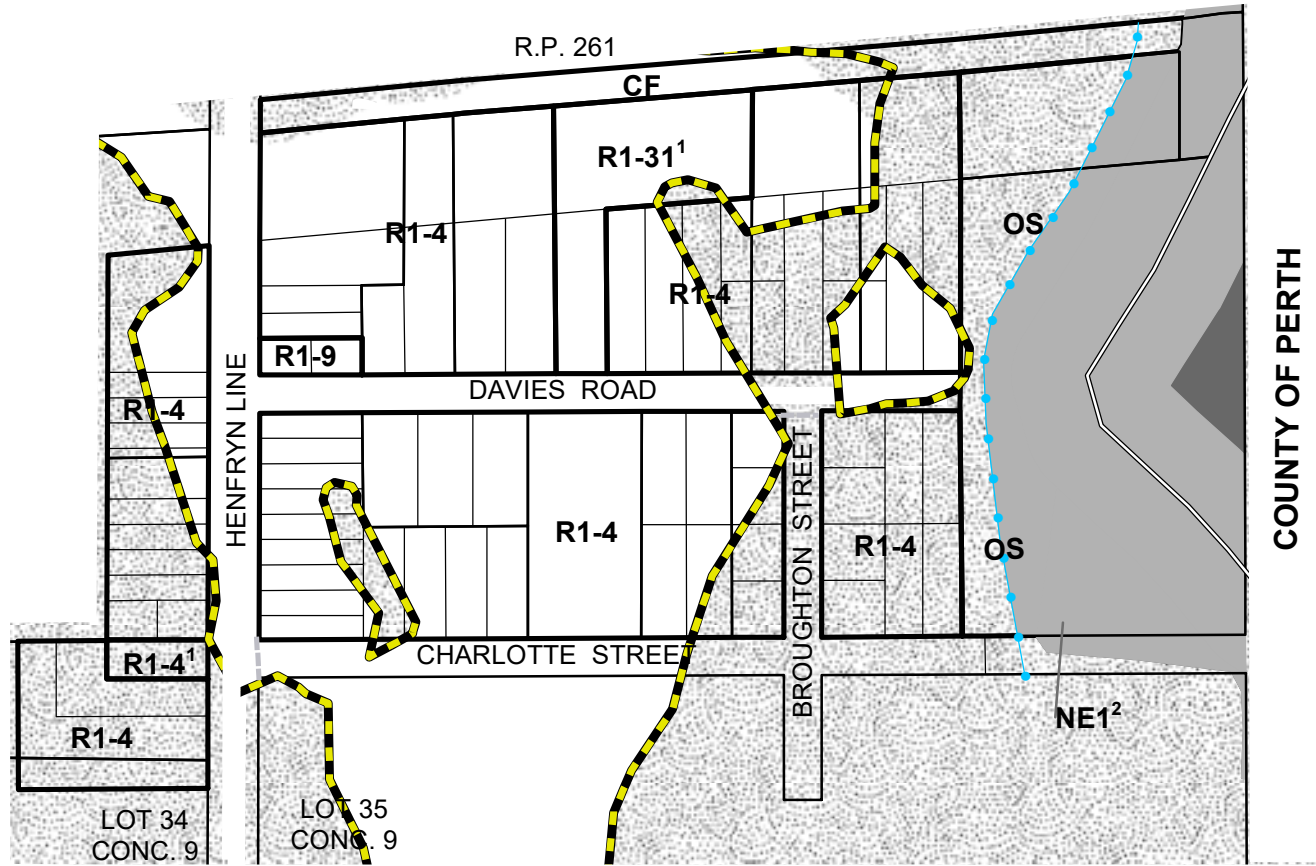 R.P. 261
CF
R1-31¹
R1-4
OS
R1-4
R1-9
DAVIES ROAD
R1-4
HENFRYN LINE
COUNTY OF PERTH
BROUGHTON STREET
R1-4
R1-4
OS
R1-4¹
CHARLOTTE STREET
NE1²
R1-4
LOT 34
CONC. 9
LOT 35
CONC. 9